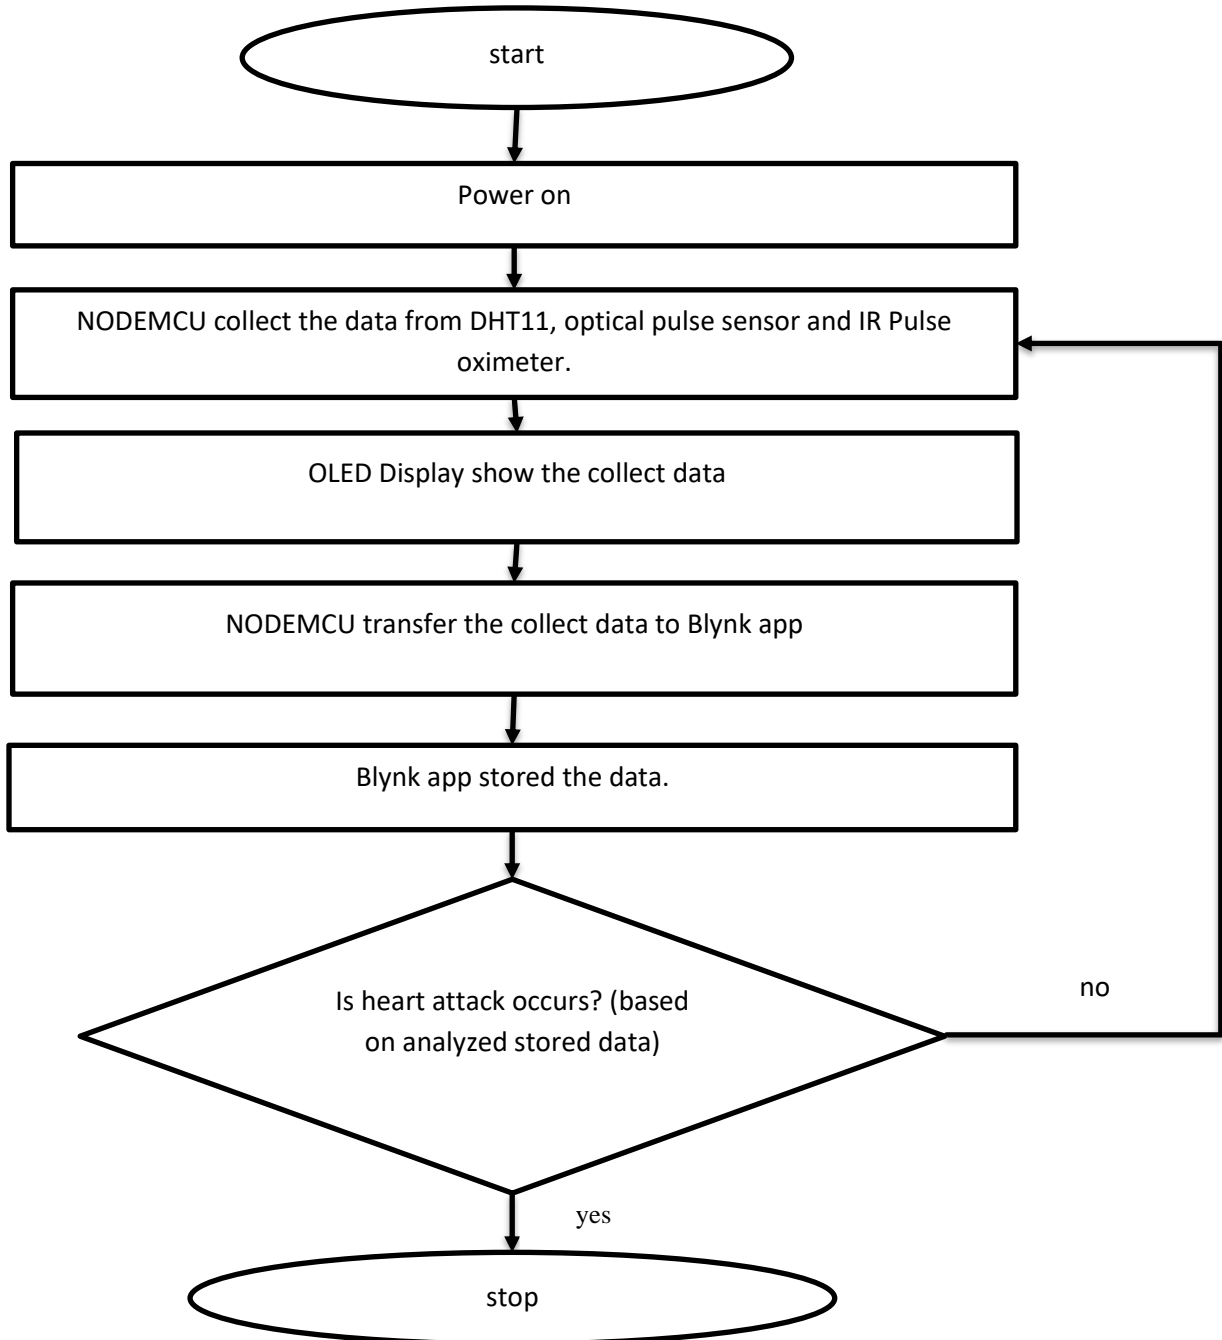 start
Power on
NODEMCU collect the data from DHT11, optical pulse sensor and IR Pulse
oximeter.
OLED Display show the collect data
NODEMCU transfer the collect data to Blynk app
Blynk app stored the data.
Is heart attack occurs? (based
on analyzed stored data)
no
yes
stop